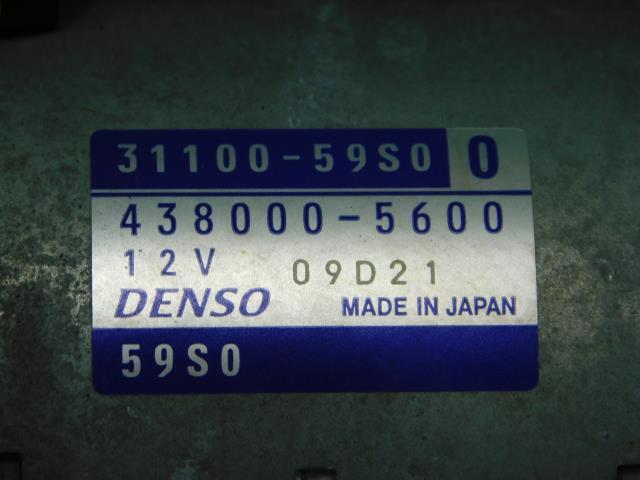 31100-59S0 0
438000-5600
12V 09D21
DENSO MADE IN JAPAN
59S0